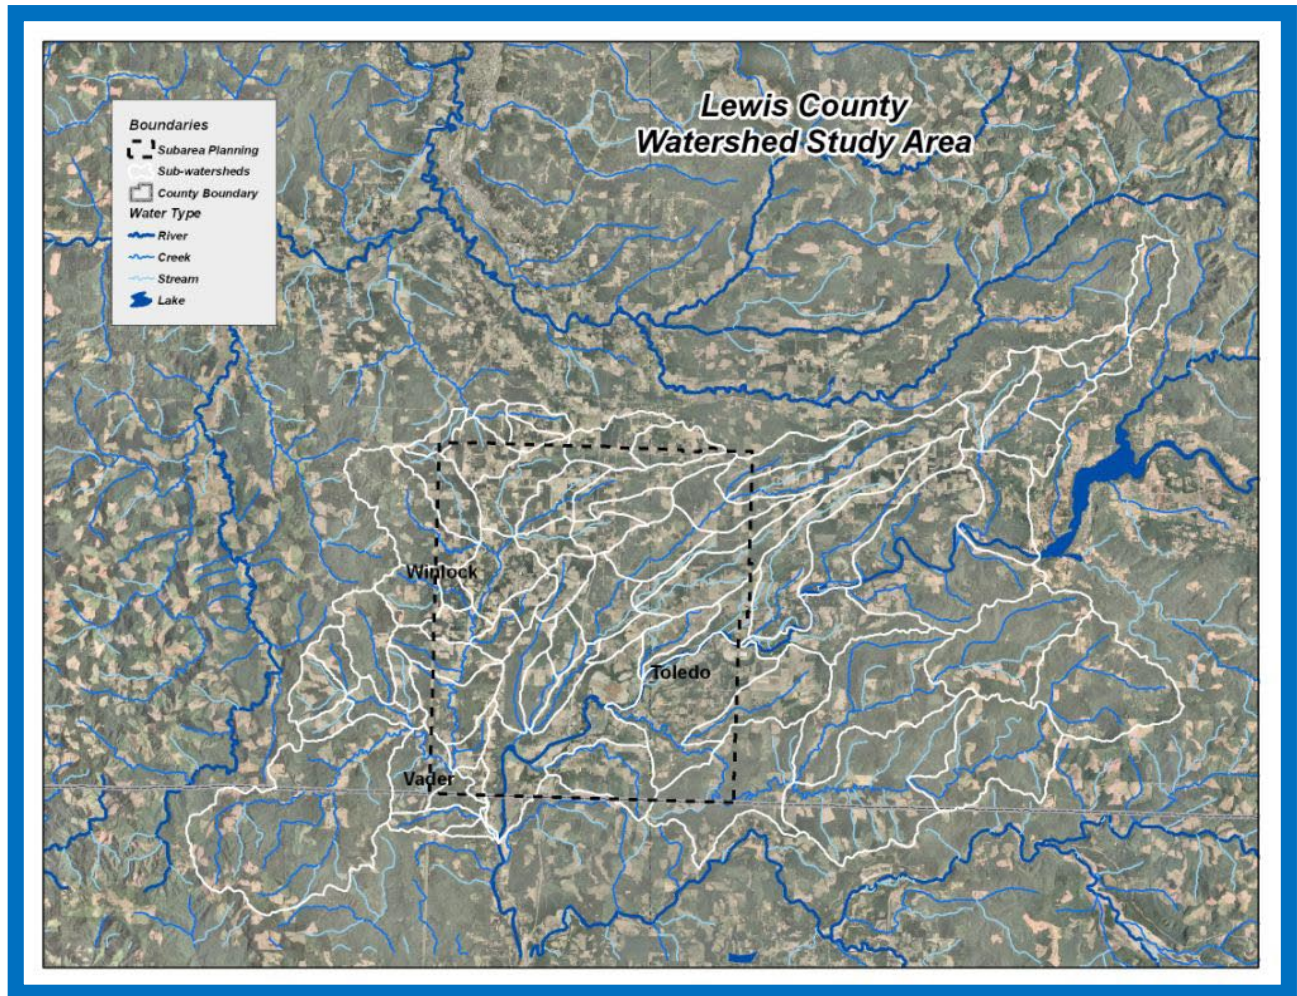 Lewis County
Watershed Study Area
Boundaries
Subarea Planning
Sub-watersheds
County Boundary
Water Type
River
Creek
Stream
Lake
Winlock
Toledo
Vader